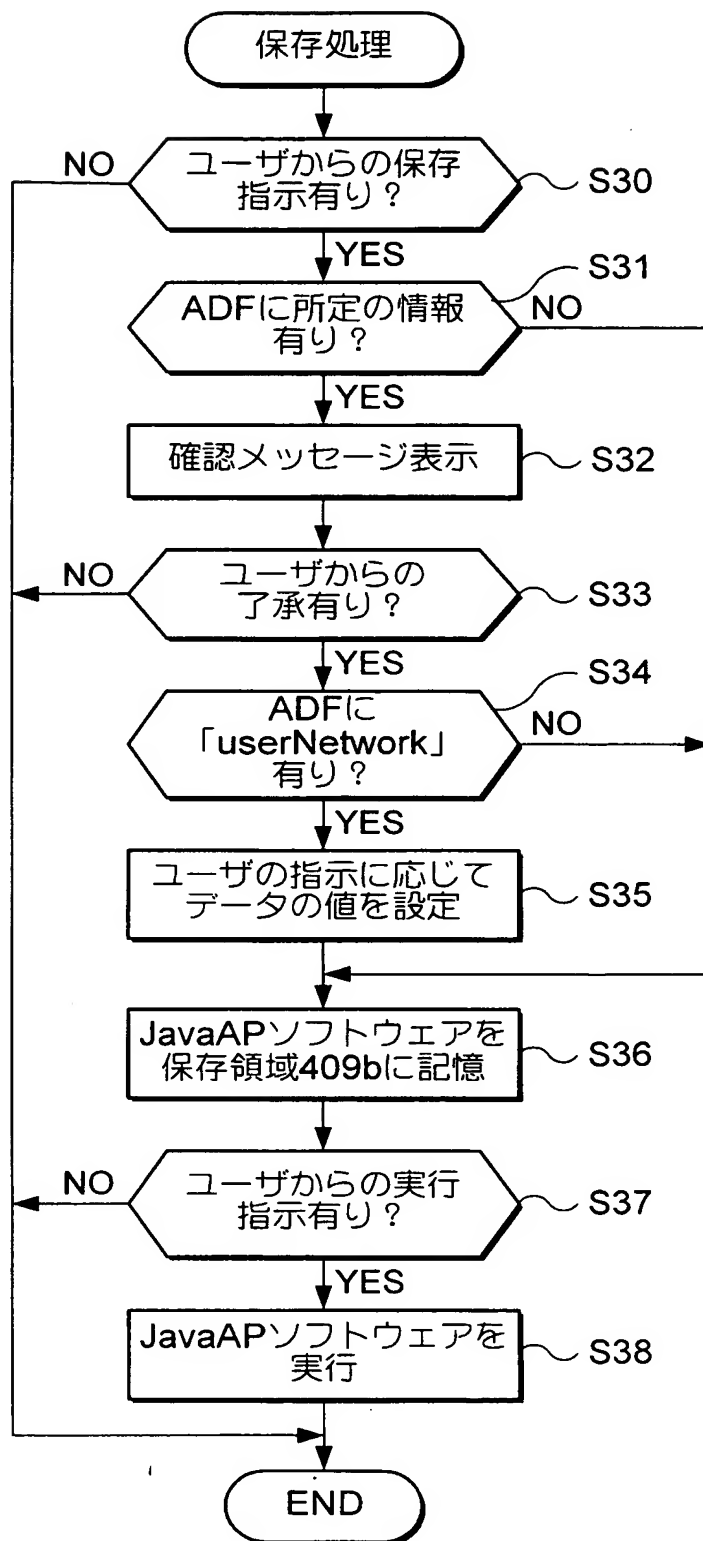 保存処理
NO
ユーザからの保存
指示有り？
S30
YES
S31
ADFに所定の情報
有り？
NO
YES
確認メッセージ表示
S32
NO
ユーザからの
了承有り？
S33
YES
S34
ADFに
「userNetwork」
有り？
NO
YES
ユーザの指示に応じて
データの値を設定
S35
JavaAPソフトウェアを
保存領域409bに記憶
S36
NO
ユーザからの実行
指示有り？
S37
YES
JavaAPソフトウェアを
実行
S38
END